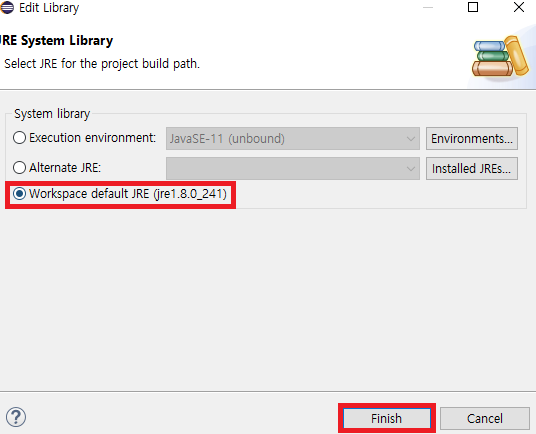 Edit Library
JRE System Library
Select JRE for the project build path.
System library
Execution environment: JavaSE-11 (unbound) Environments...
Alternate JRE: Installed JREs...
Workspace default JRE (jre1.8.0_241)
? Finish Cancel